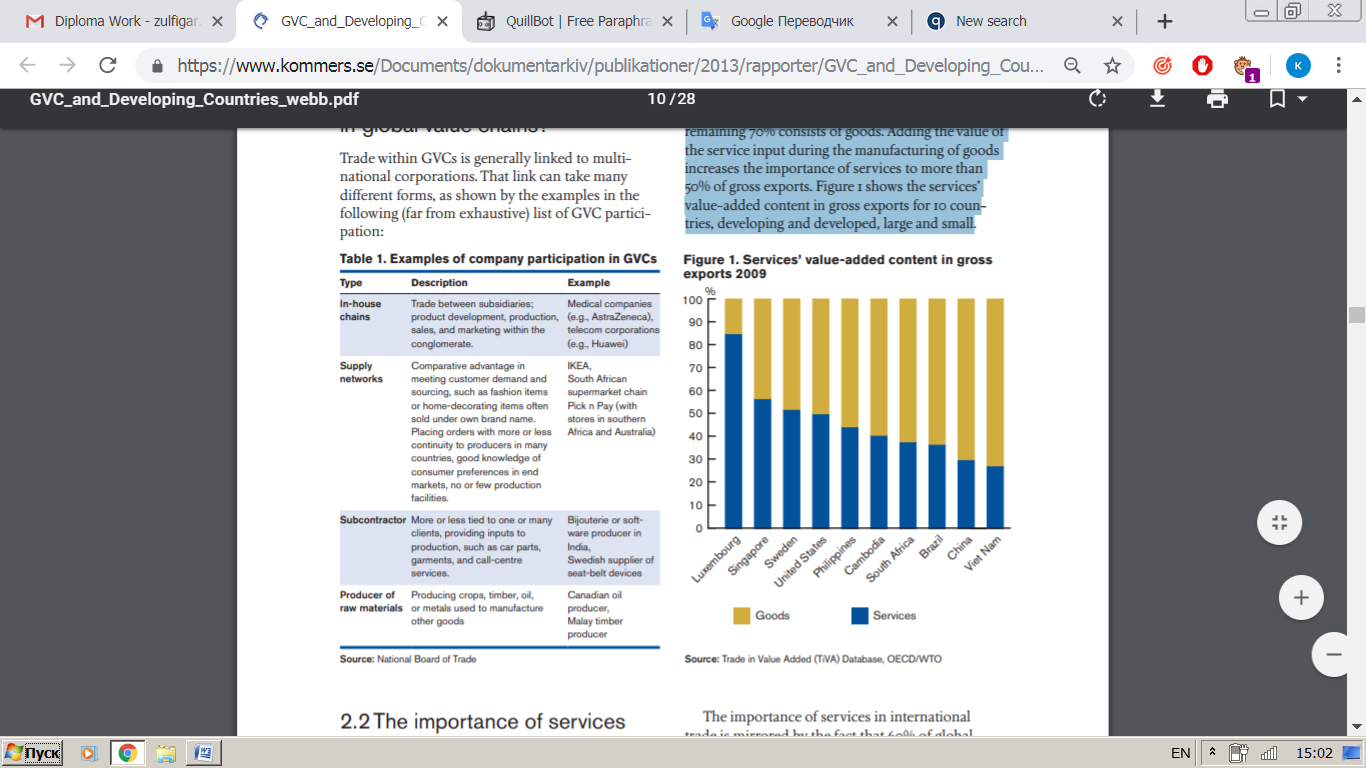 Diploma Work - zulfigar.
GVC_and_Developing_C
QuillBot | Free Paraphra
Google Переводчик
New search
https://www.kommers.se/Documents/dokumentarkiv/publikationer/2013/rapporter/GVC_and_Developing_Cou...
K
1
GVC_and_Developing_Countries_webb.pdf
10 / 28
in global value chains?
Trade within GVCs is generally linked to multi-
national corporations. That link can take many
different forms, as shown by the examples in the
following (far from exhaustive) list of GVC partici-
pation:
Table 1. Examples of company participation in GVCs
Type Description Example
In-house chains
Trade between subsidiaries;
product development, production,
sales, and marketing within the
conglomerate.
Medical companies
(e.g., AstraZeneca),
telecom corporations
(e.g., Huawei)
Supply
networks
Comparative advantage in
meeting customer demand and
sourcing, such as fashion items
or home-decorating items often
sold under own brand name.
Placing orders with more or less
continuity to producers in many
countries, good knowledge of
consumer preferences in end
markets, no or few production
facilities.
IKEA,
South African
supermarket chain
Pick n Pay (with
stores in southern
Africa and Australia)
Subcontractor
More or less tied to one or many
clients, providing inputs to
production, such as car parts,
garments, and call-centre
services.
Bijouterie or soft-
ware producer in
India,
Swedish supplier of
seat-belt devices
Producer of
raw materials
Producing crops, timber, oil,
or metals used to manufacture
other goods
Canadian oil
producer,
Malay timber
producer
Source: National Board of Trade
2.2 The importance of services
remaining 70% consists of goods. Adding the value of
the service input during the manufacturing of goods
increases the importance of services to more than
50% of gross exports. Figure 1 shows the services'
value-added content in gross exports for 10 coun-
tries, developing and developed, large and small.
Figure 1. Services' value-added content in gross
exports 2009
%
100
90
80
70
60
50
40
30
20
10
0
Luxembourg
Singapore
Sweden
United States
Philippines
Cambodia
South Africa
Brazil
China
Viet Nam
Goods
Services
Source: Trade in Value Added (TiVA) Database, OECD/WTO
The importance of services in international
trade is mirrored by the fact that 60% of global
Пуск
EN
15:02